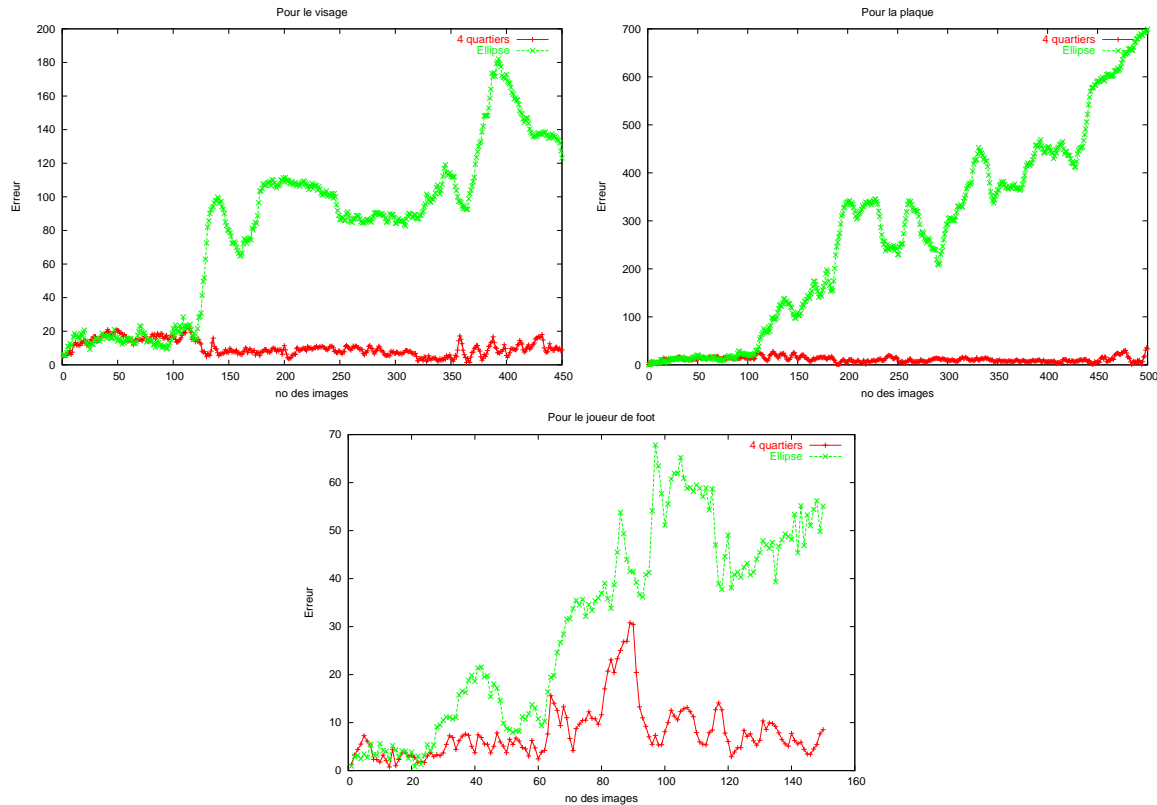 Pour le visage
4 quartiers
Ellipse
Erreur
200
180
160
140
120
100
80
60
40
20
0
0 50 100 150 200 250 300 350 400 450
no des images
Pour la plaque
4 quartiers
Ellipse
Erreur
700
600
500
400
300
200
100
0
0 50 100 150 200 250 300 350 400 450 500
no des images
Pour le joueur de foot
4 quartiers
Ellipse
Erreur
70
60
50
40
30
20
10
0
0 20 40 60 80 100 120 140 160
no des images